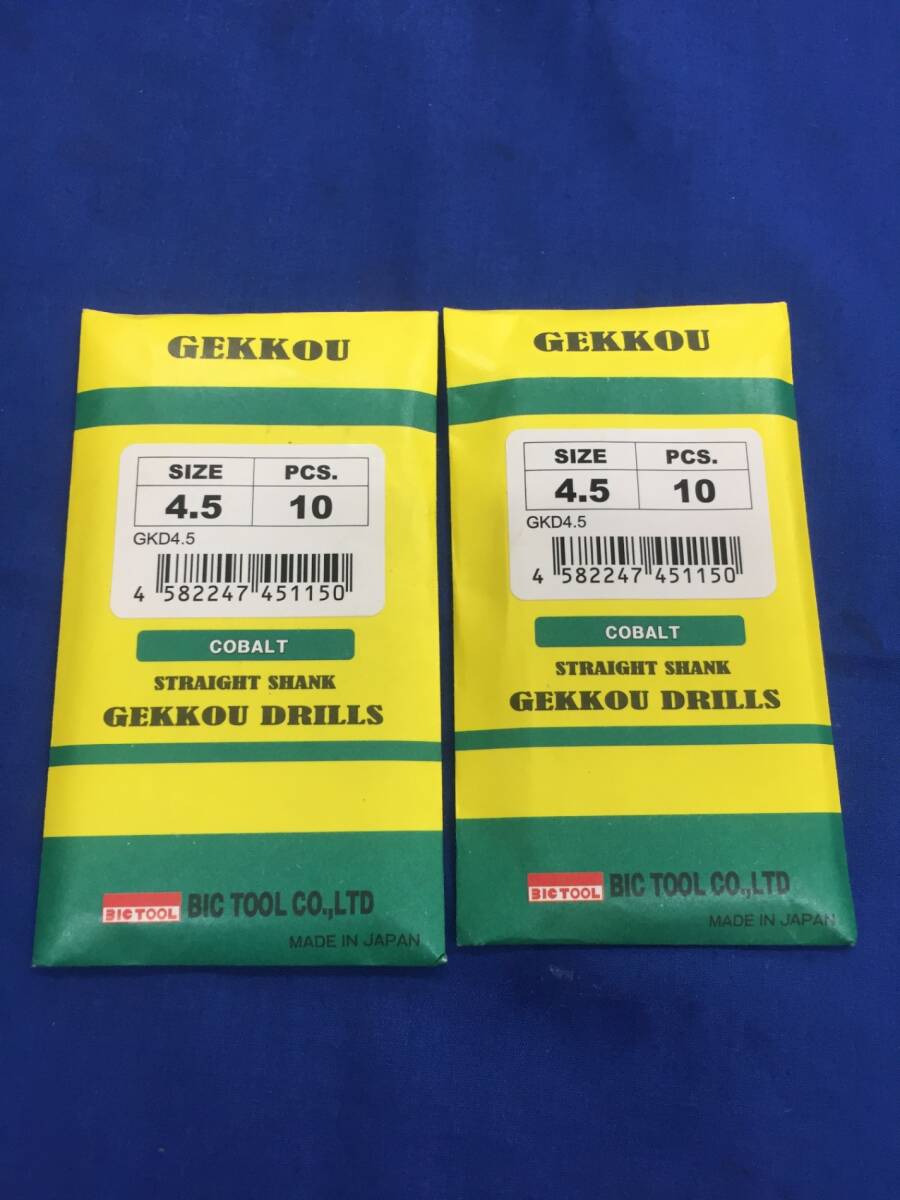 GEKKOU
SIZE PCS.
4.5 10
GKD4.5
4 582247 451150
COBALT
STRAIGHT SHANK
GEKKOU DRILLS
BIC TOOL BIC TOOL CO.,LTD
MADE IN JAPAN
GEKKOU
SIZE PCS.
4.5 10
GKD4.5
4 582247 451150
COBALT
STRAIGHT SHANK
GEKKOU DRILLS
BIC TOOL BIC TOOL CO.,LTD
MADE IN JAPAN